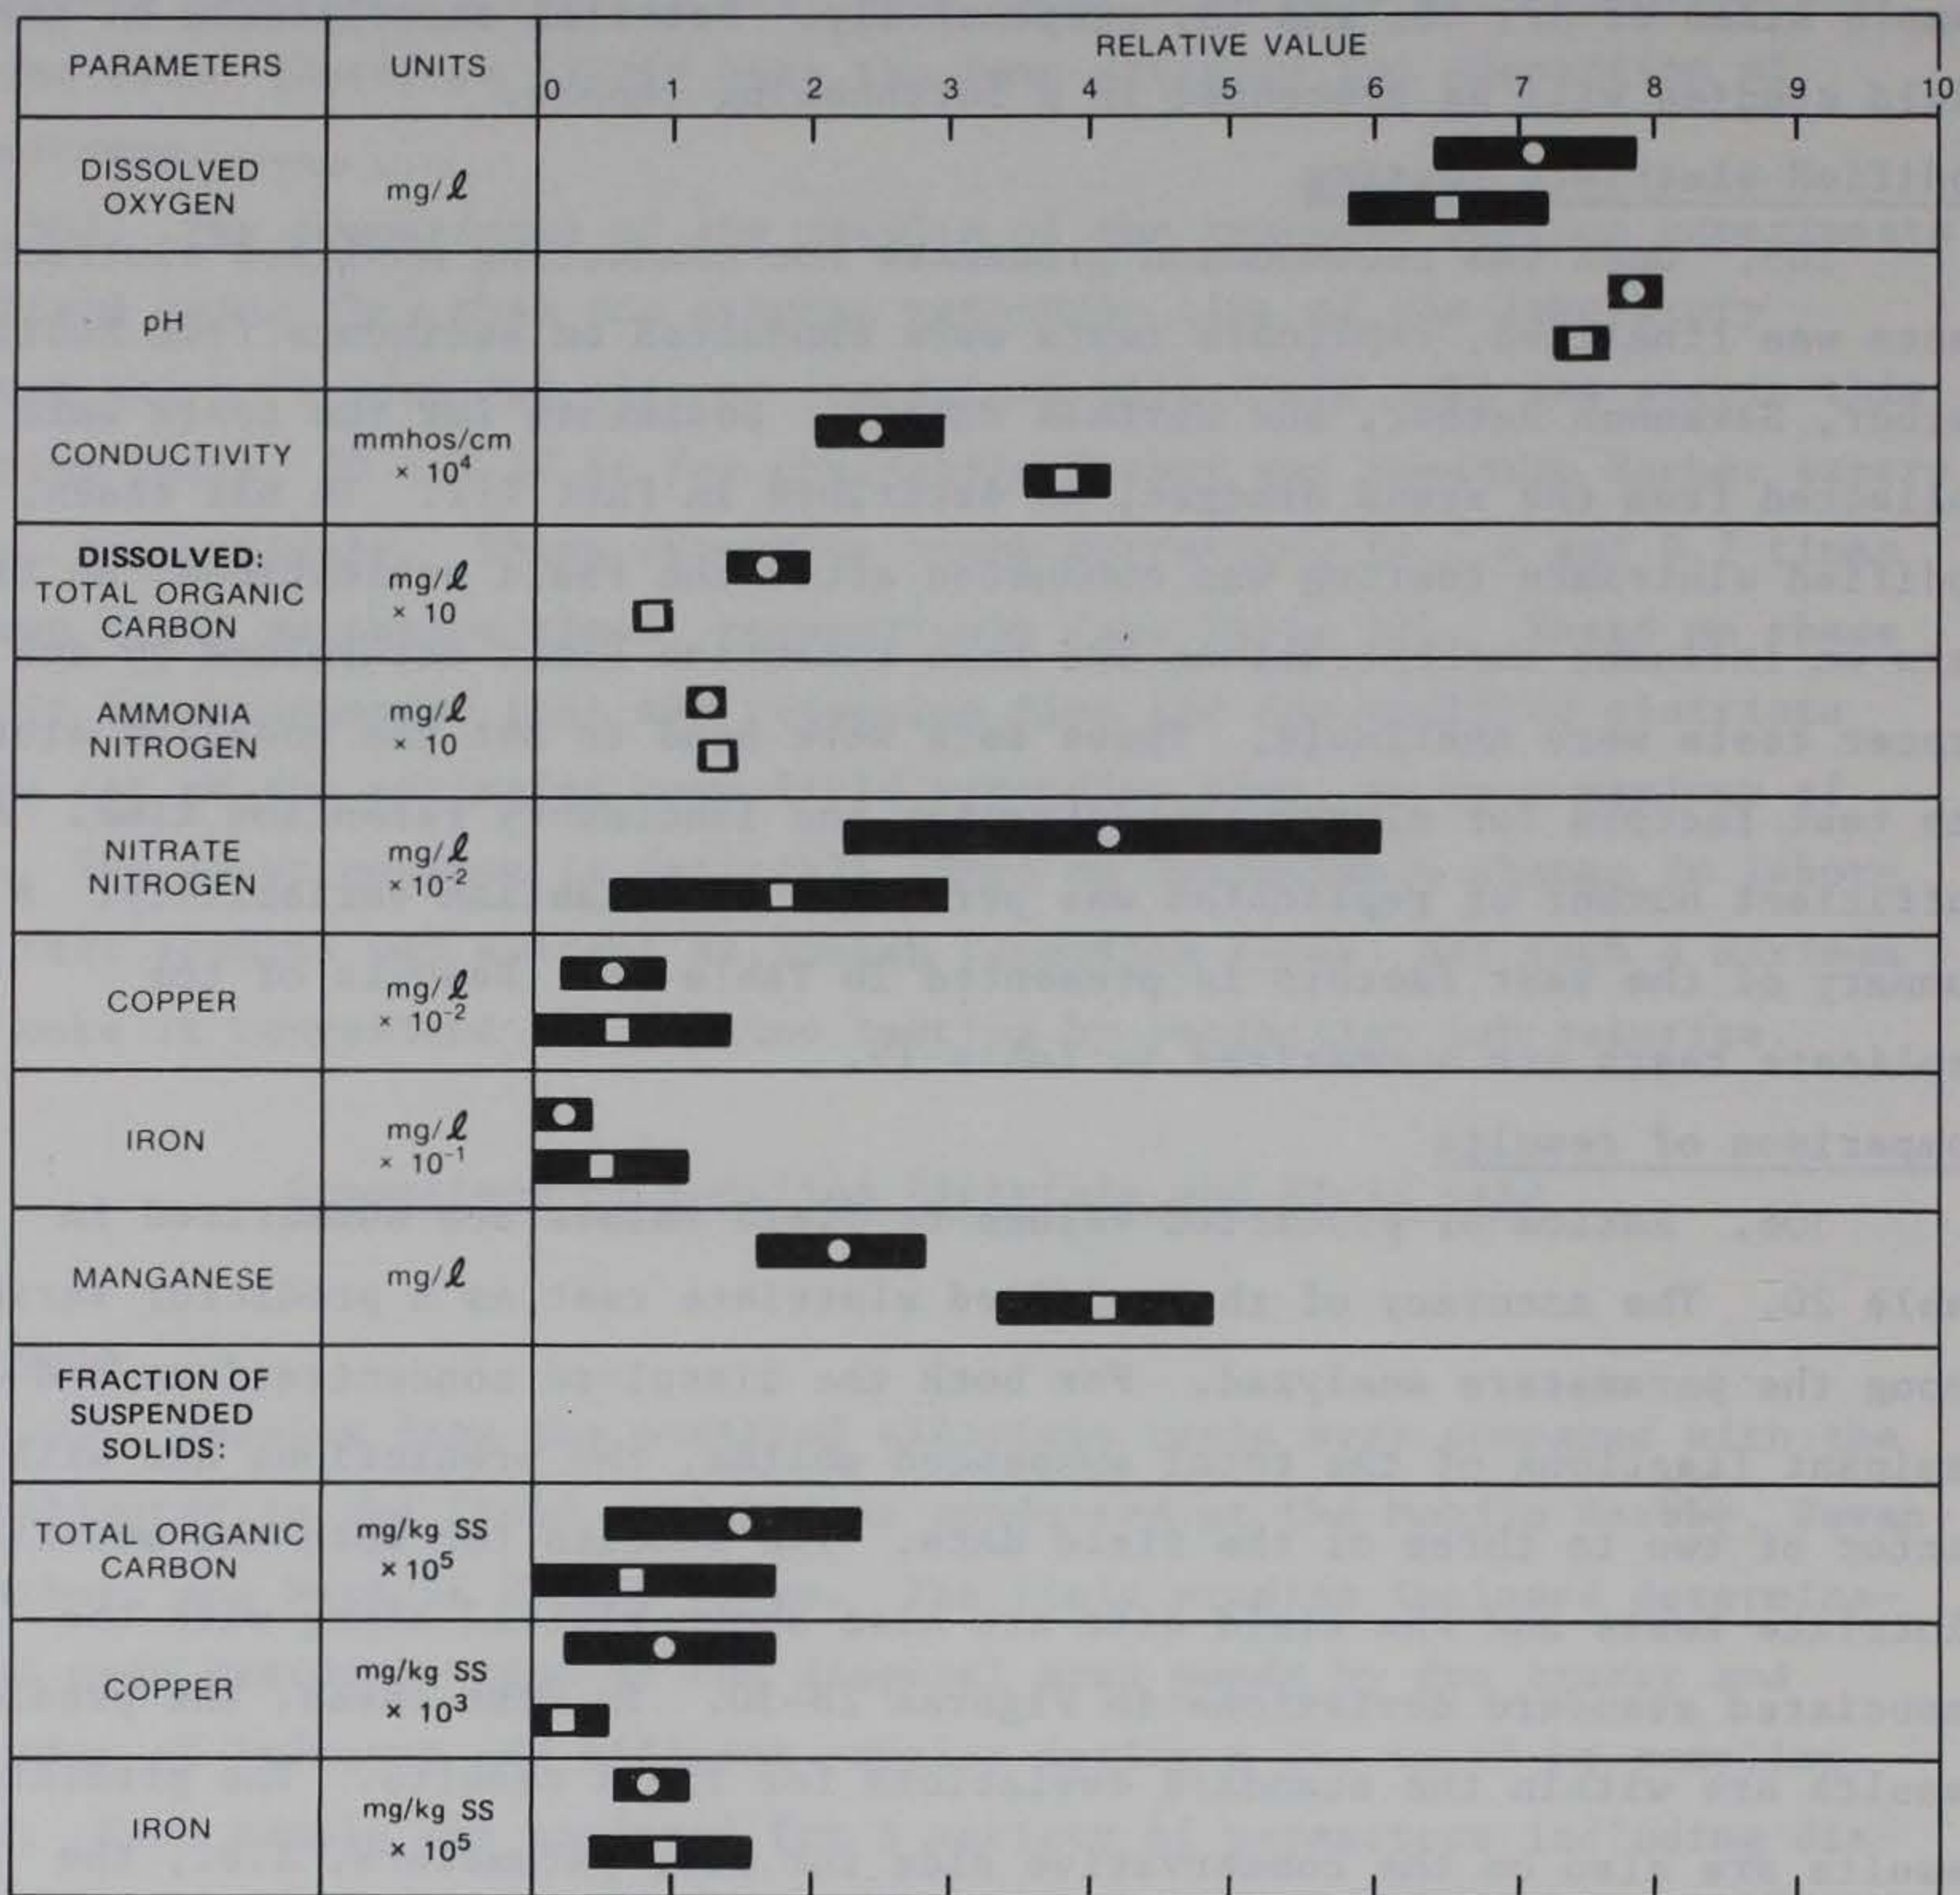 PARAMETERS UNITS RELATIVE VALUE
0 1 2 3 4 5 6 7 8 9 10
DISSOLVED
OXYGEN
mg/ℓ
pH
CONDUCTIVITY
mmhos/cm
× 10⁴
DISSOLVED:
TOTAL ORGANIC
CARBON
mg/ℓ
× 10
AMMONIA
NITROGEN
mg/ℓ
× 10
NITRATE
NITROGEN
mg/ℓ
× 10⁻²
COPPER
mg/ℓ
× 10⁻²
IRON
mg/ℓ
× 10⁻¹
MANGANESE
mg/ℓ
FRACTION OF
SUSPENDED
SOLIDS:
TOTAL ORGANIC
CARBON
mg/kg SS
× 10⁵
COPPER
mg/kg SS
× 10³
IRON
mg/kg SS
× 10⁵